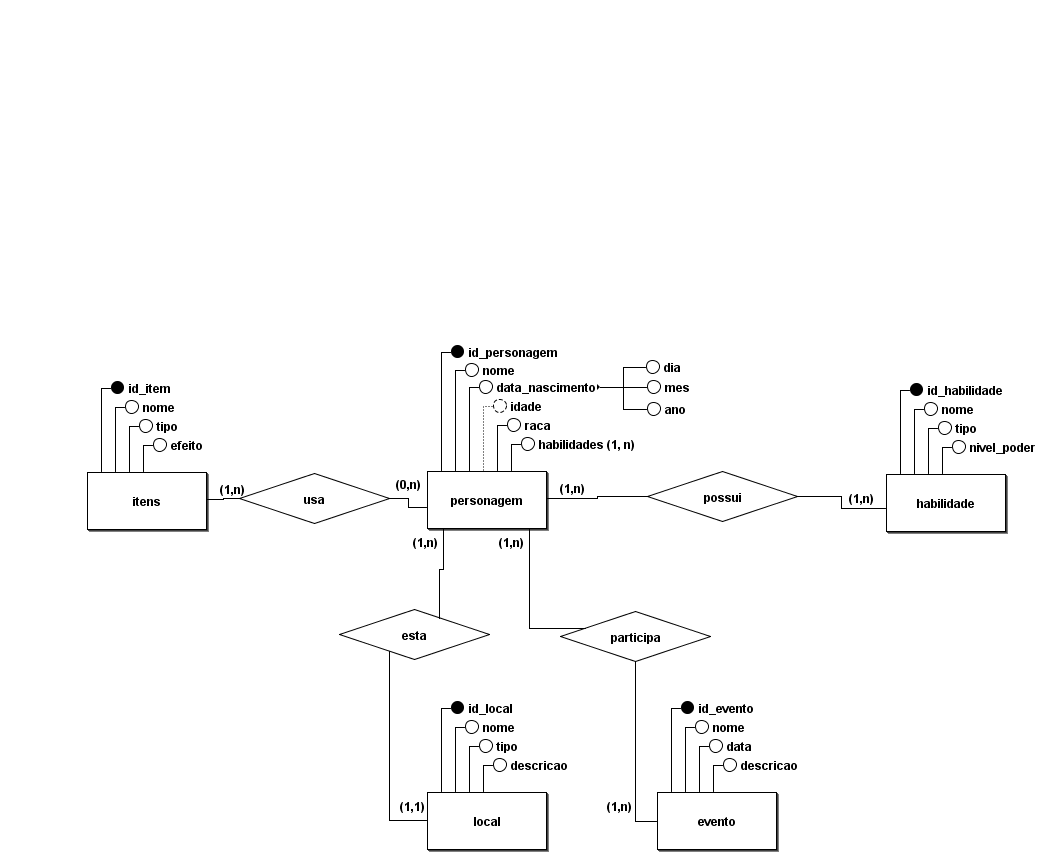 id_personagem
nome
data_nascimento
dia
mes
ano
idade
raca
habilidades (1, n)
id_item
nome
tipo
efeito
id_habilidade
nome
tipo
nivel_poder
itens
(1,n)
usa
(0,n)
personagem
(1,n)
possui
(1,n)
habilidade
(1,n)
(1,n)
esta
participa
id_local
nome
tipo
descricao
id_evento
nome
data
descricao
(1,1)
local
(1,n)
evento